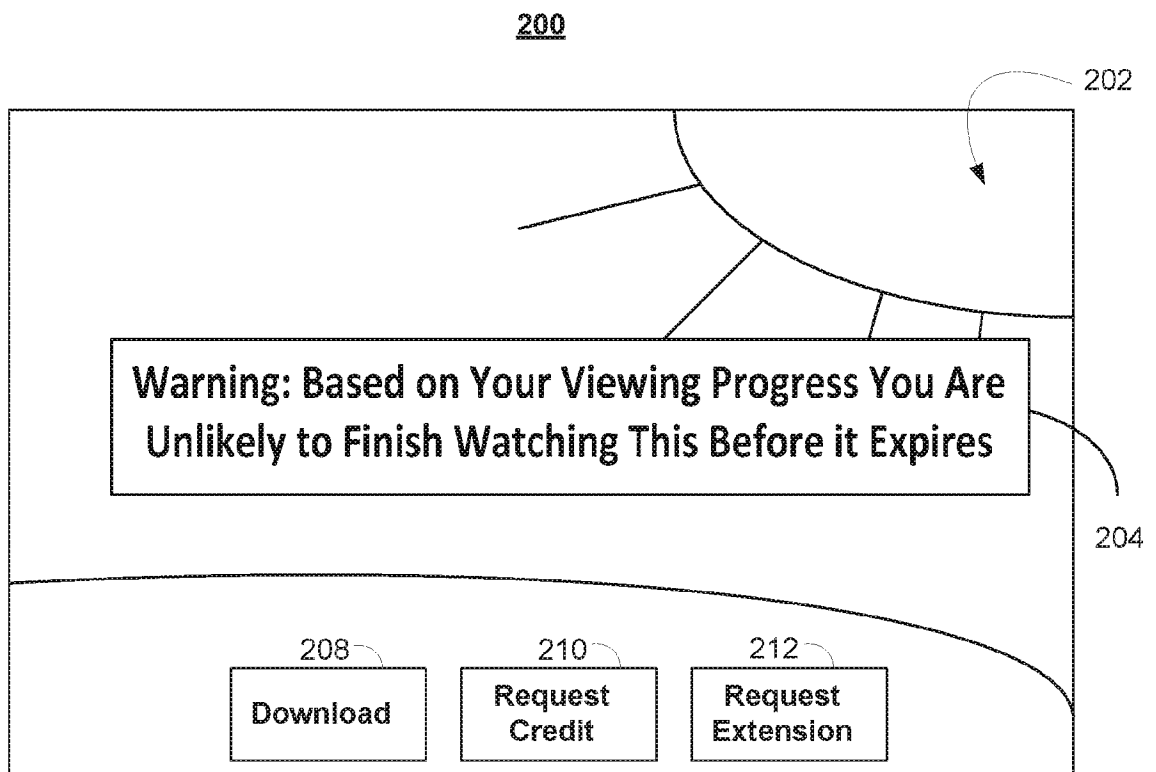 200
202
Warning: Based on Your Viewing Progress You Are
Unlikely to Finish Watching This Before it Expires
204
208
210
212
Download
Request
Credit
Request
Extension